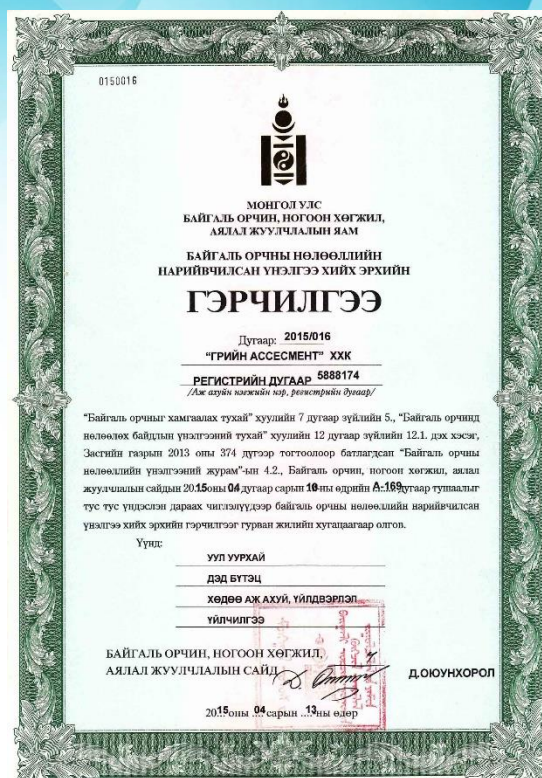 0150016
МОНГОЛ УЛС
БАЙГАЛЬ ОРЧИН, НОГООН ХӨГЖИЛ,
АЯЛАЛ ЖУУЛЧЛАЛЫН ЯАМ
БАЙГАЛЬ ОРЧНЫ НӨЛӨӨЛЛИЙН
НАРИЙВЧИЛСАН ҮНЭЛГЭЭ ХИЙХ ЭРХИЙН
ГЭРЧИЛГЭЭ
Дугаар: 2015/016
“ГРИЙН АССЕСМЕНТ” ХХК
РЕГИСТРИЙН ДУГААР 5888174
/Аж ахуйн нэгжийн нэр, регистрийн дугаар/
“Байгаль орчныг хамгаалах тухай” хуулийн 7 дугаар зүйлийн 5., “Байгаль орчинд
нөлөөлөх байдлын үнэлгээний тухай” хуулийн 12 дугаар зүйлийн 12.1. дэх хэсэг,
Засгийн газрын 2013 оны 374 дүгээр тогтоолоор батлагдсан “Байгаль орчны
нөлөөллийн үнэлгээний журам”-ын 4.2., Байгаль орчин, ногоон хөгжил, аялал
жуулчлалын сайдын 2015оны 04 дугаар сарын 10-ны өдрийн А-169 дугаар тушаалыг
тус тус үндэслэн дараах чиглэлүүдээр байгаль орчны нөлөөллийн нарийвчилсан
үнэлгээ хийх эрхийн гэрчилгээг гурван жилийн хугацаагаар олгов.
Үүнд:
УУЛ УУРХАЙ
ДЭД БҮТЭЦ
ХӨДӨӨ АЖ АХУЙ, ҮЙЛДВЭРЛЭЛ
ҮЙЛЧИЛГЭЭ
БАЙГАЛЬ ОРЧИН, НОГООН ХӨГЖИЛ,
АЯЛАЛ ЖУУЛЧЛАЛЫН САЙД
Д.ОЮУНХОРОЛ
2015оны 04 сарын 13ны өдөр